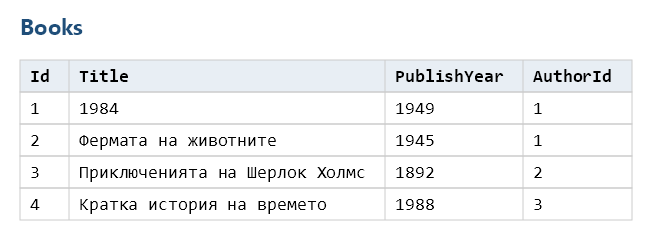 Books
Id Title PublishYear AuthorId
1 1984 1949 1
2 Фермата на животните 1945 1
3 Приключенията на Шерлок Холмс 1892 2
4 Кратка история на времето 1988 3